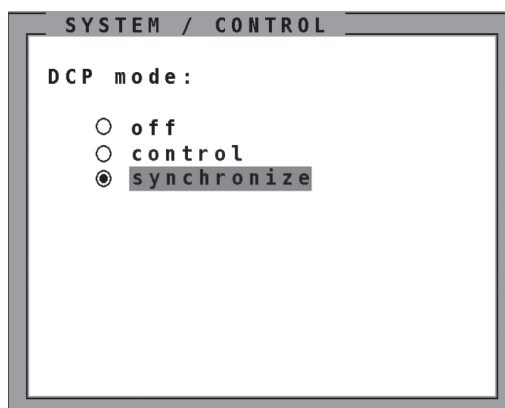 SYSTEM / CONTROL
DCP mode:
off
control
synchronize